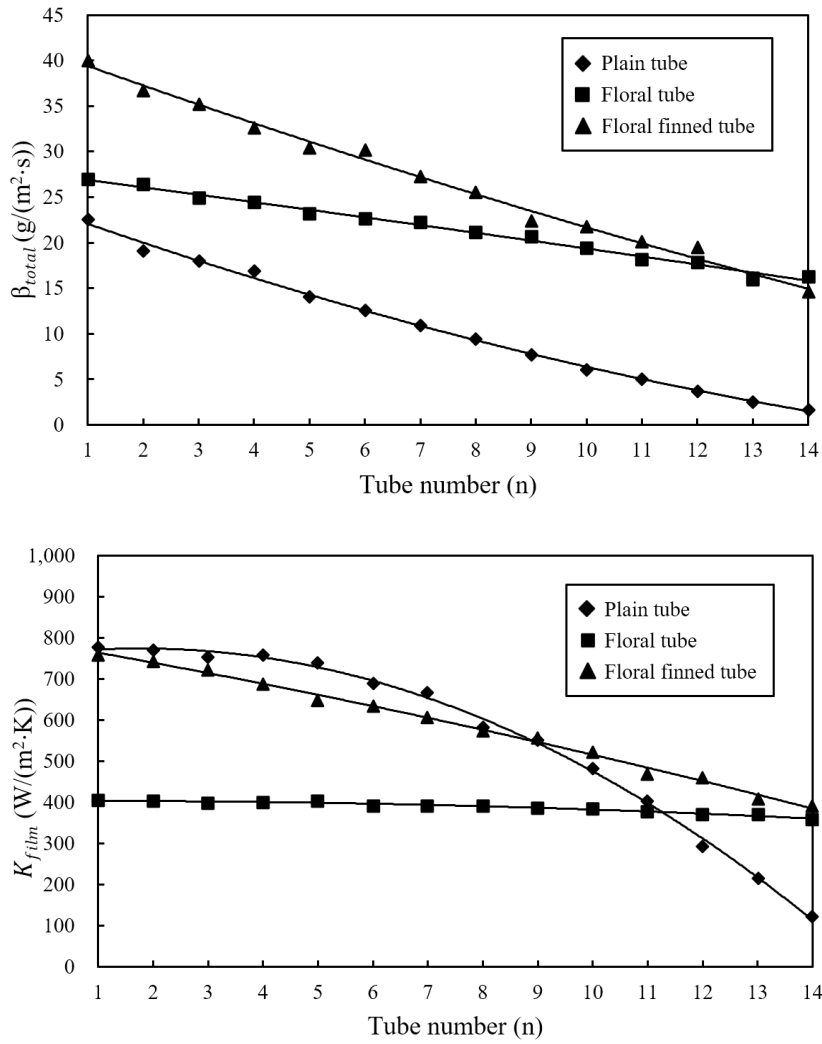 45
40
35
30
25
20
15
10
5
0
β_total (g/(m²·s))
Plain tube
Floral tube
Floral finned tube
1 2 3 4 5 6 7 8 9 10 11 12 13 14
Tube number (n)
1,000
900
800
700
600
500
400
300
200
100
0
K_film (W/(m²·K))
Plain tube
Floral tube
Floral finned tube
1 2 3 4 5 6 7 8 9 10 11 12 13 14
Tube number (n)